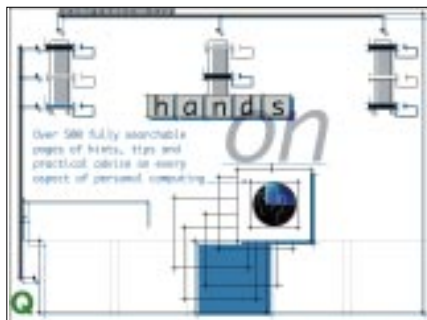 hands
on
Over 500 fully searchable
pages of hints, tips and
practical advice on every
aspect of personal computing
Q